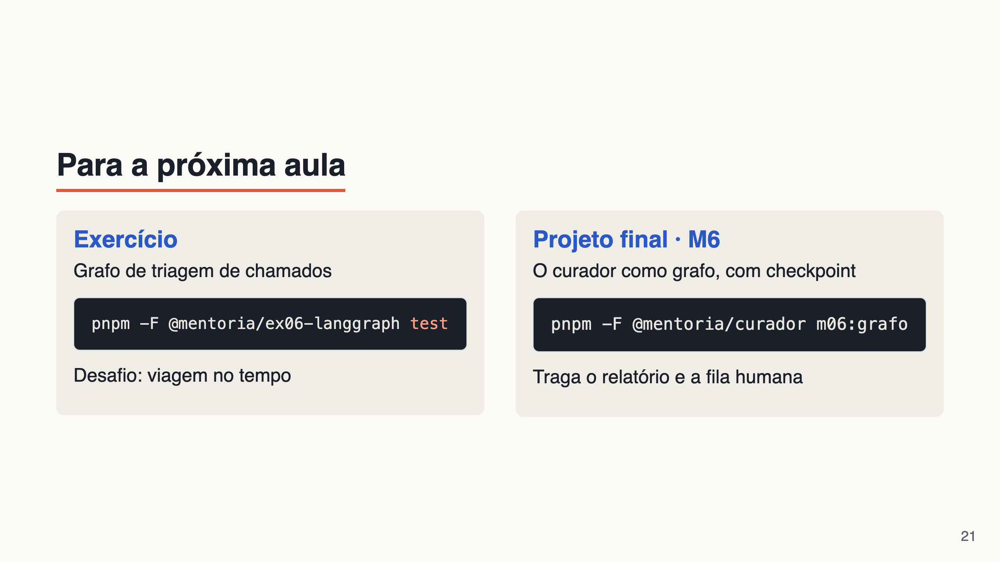 Para a próxima aula
Exercício
Grafo de triagem de chamados
pnpm -F @mentoria/ex06-langgraph test
Desafio: viagem no tempo
Projeto final · M6
O curador como grafo, com checkpoint
pnpm -F @mentoria/curador m06:grafo
Traga o relatório e a fila humana
21